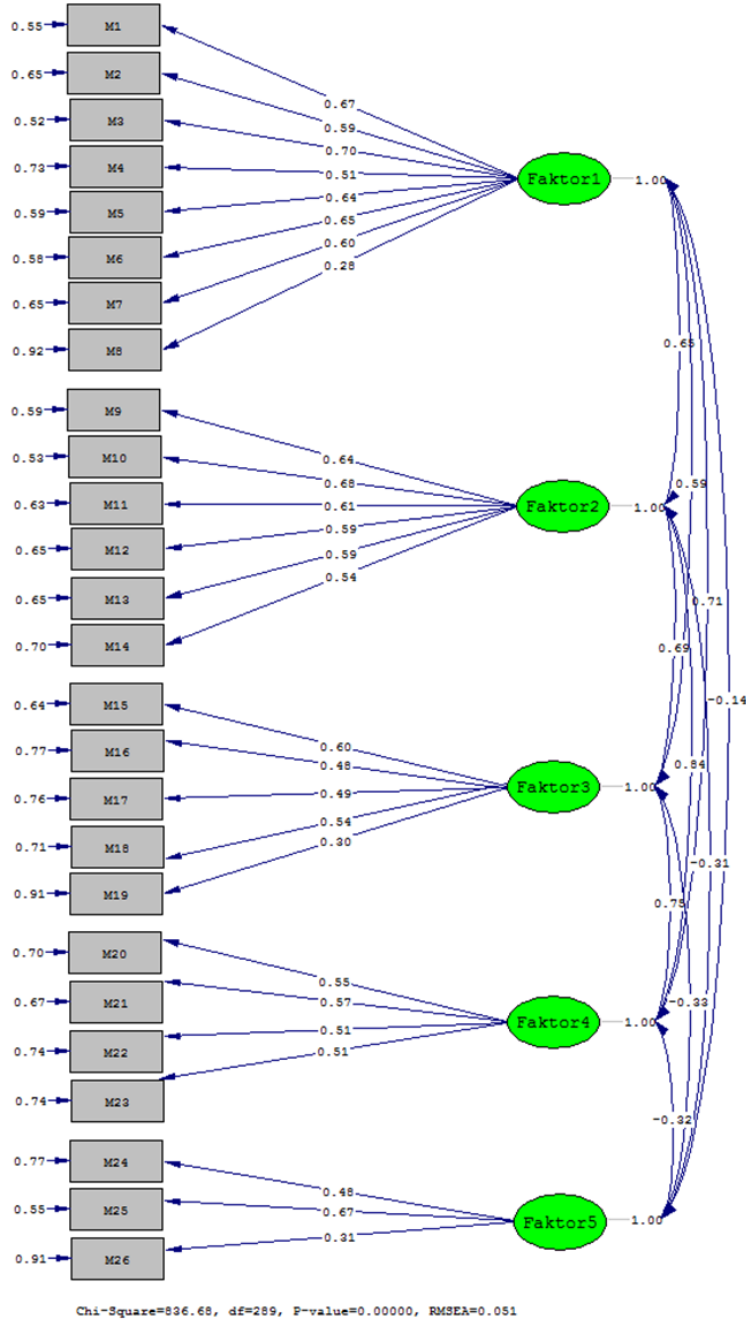 0.55 M1
0.65 M2
0.67
0.59
0.52 M3
0.70
0.73 M4
0.51
Faktor1 1.00
0.59 M5
0.64
0.65
0.58 M6
0.60
0.28
0.65 M7
0.92 M8
0.65
0.59 M9
0.64
0.53 M10
0.68
0.59
0.63 M11
0.61
Faktor2 1.00
0.65 M12
0.59
0.59
0.54
0.65 M13
0.71
0.70 M14
0.69
-0.14
0.64 M15
0.60
0.77 M16
0.48
0.84
0.76 M17
0.49
Faktor3 1.00
0.54
0.30
0.71 M18
-0.31
0.91 M19
0.75
0.70 M20
0.55
0.57
0.67 M21
-0.33
0.51
Faktor4 1.00
0.74 M22
0.51
0.74 M23
-0.32
0.77 M24
0.48
0.55 M25
0.67
Faktor5 1.00
0.31
0.91 M26
Chi-Square=836.68, df=289, P-value=0.00000, RMSEA=0.051